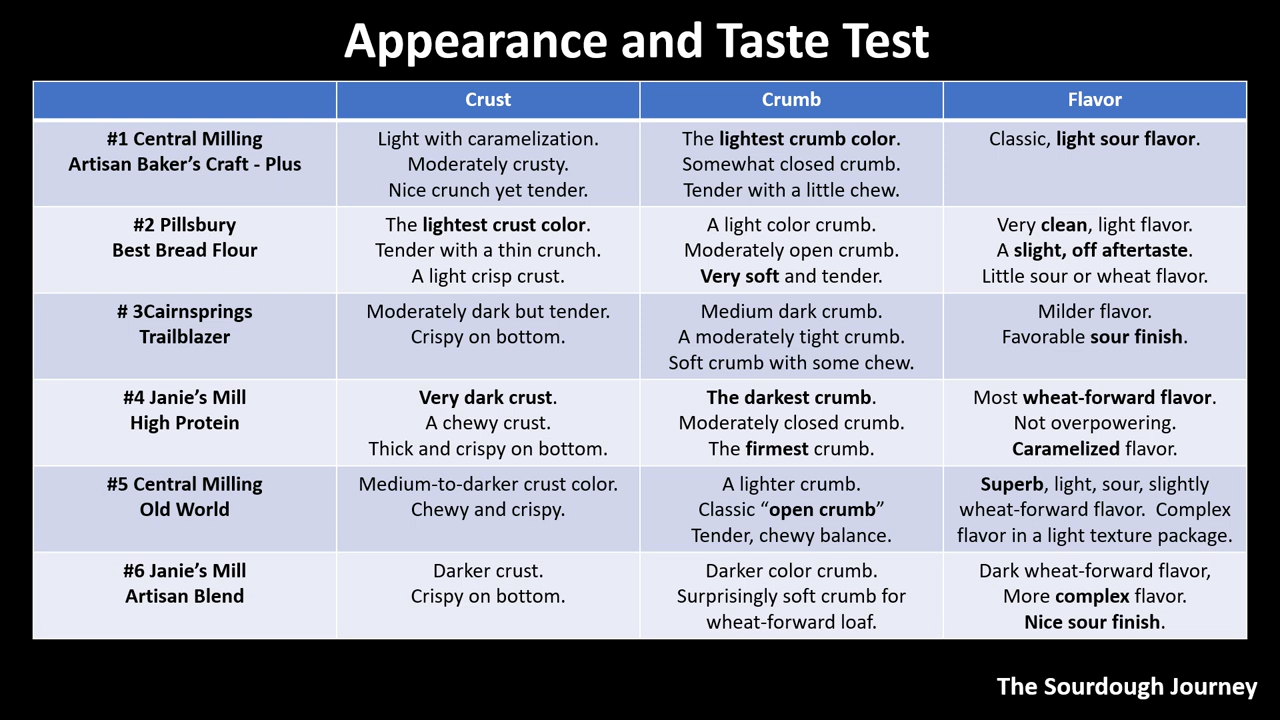 Appearance and Taste Test
Crust
Crumb
Flavor
#1 Central Milling
Artisan Baker's Craft - Plus
Light with caramelization.
Moderately crusty.
Nice crunch yet tender.
The lightest crumb color.
Somewhat closed crumb.
Tender with a little chew.
Classic, light sour flavor.
#2 Pillsbury
Best Bread Flour
The lightest crust color.
Tender with a thin crunch.
A light crisp crust.
A light color crumb.
Moderately open crumb.
Very soft and tender.
Very clean, light flavor.
A slight, off aftertaste.
Little sour or wheat flavor.
# 3Cairnsprings
Trailblazer
Moderately dark but tender.
Crispy on bottom.
Medium dark crumb.
A moderately tight crumb.
Soft crumb with some chew.
Milder flavor.
Favorable sour finish.
#4 Janie's Mill
High Protein
Very dark crust.
A chewy crust.
Thick and crispy on bottom.
The darkest crumb.
Moderately closed crumb.
The firmest crumb.
Most wheat-forward flavor.
Not overpowering.
Caramelized flavor.
#5 Central Milling
Old World
Medium-to-darker crust color.
Chewy and crispy.
A lighter crumb.
Classic “open crumb”
Tender, chewy balance.
Superb, light, sour, slightly
wheat-forward flavor. Complex
flavor in a light texture package.
#6 Janie's Mill
Artisan Blend
Darker crust.
Crispy on bottom.
Darker color crumb.
Surprisingly soft crumb for
wheat-forward loaf.
Dark wheat-forward flavor,
More complex flavor.
Nice sour finish.
The Sourdough Journey